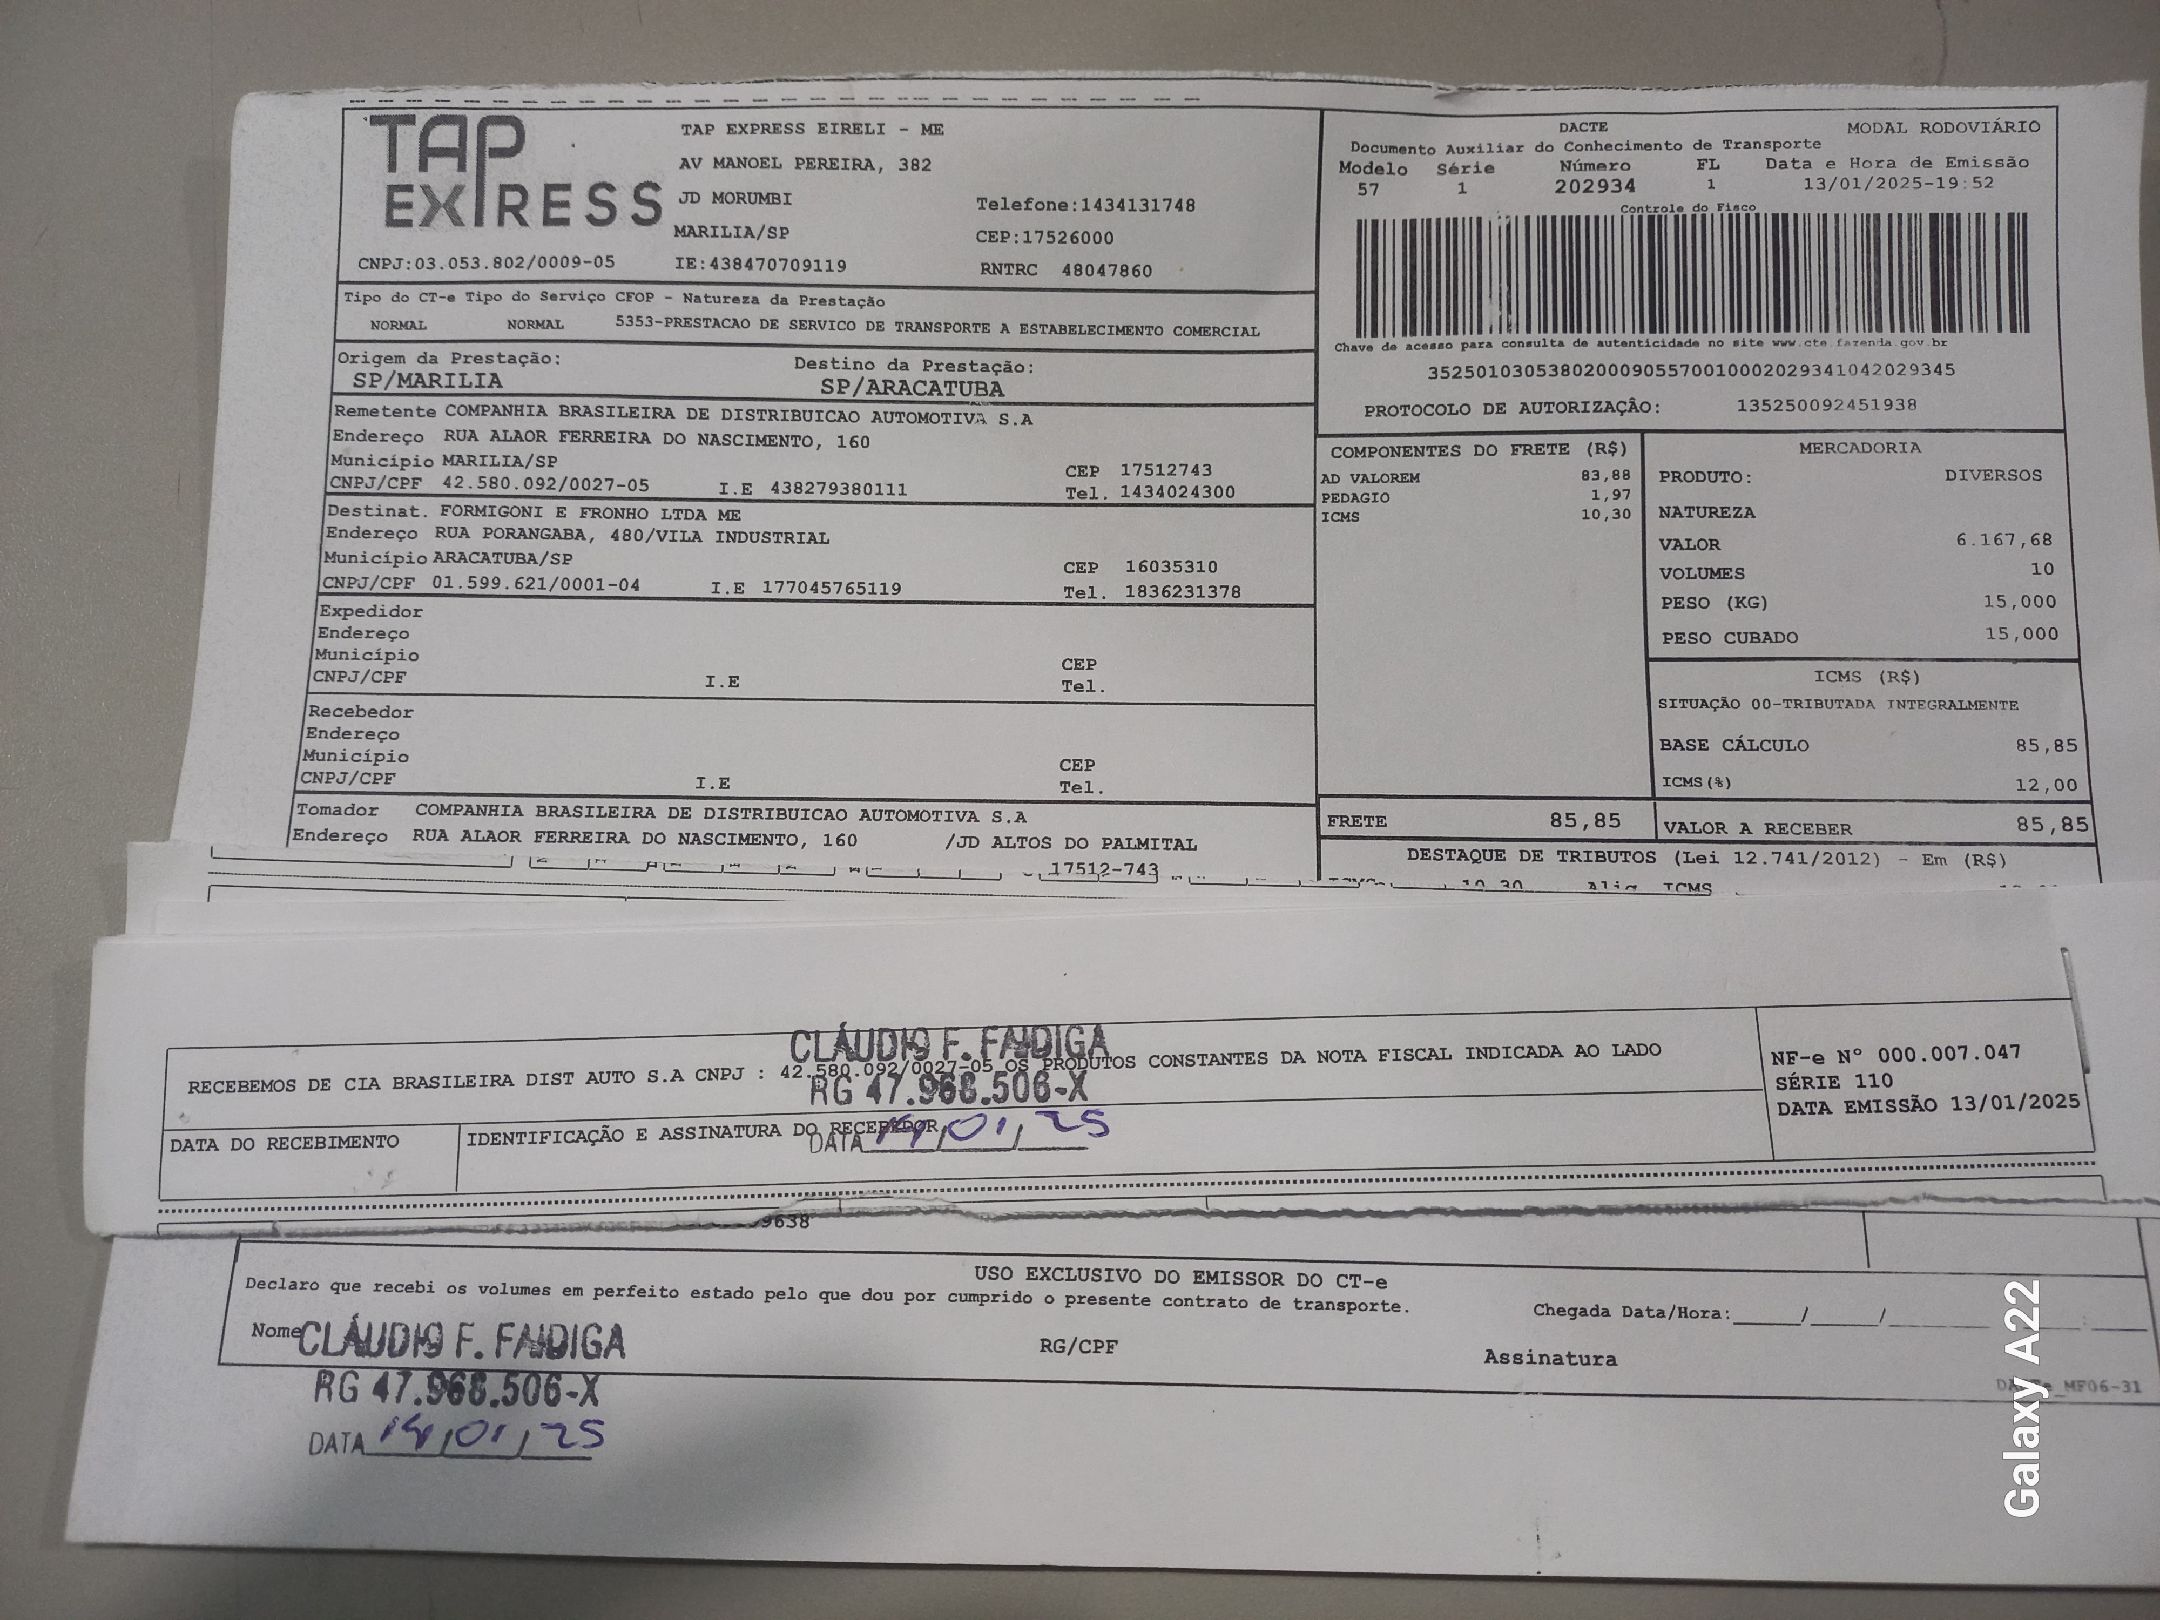 TAP
EXPRESS
TAP EXPRESS EIRELI - ME
AV MANOEL PEREIRA, 382
JD MORUMBI
Telefone:1434131748
MARILIA/SP
CEP:17526000
CNPJ:03.053.802/0009-05
IE:438470709119
RNTRC 48047860
DACTE
MODAL RODOVIÁRIO
Documento Auxiliar do Conhecimento de Transporte
Modelo Série Número FL Data e Hora de Emissão
57 1 202934 1 13/01/2025-19:52
Controle do Fisco
Chave de acesso para consulta de autenticidade no site www.cte.fazenda.gov.br
35250103053802000905570010002029341042029345
PROTOCOLO DE AUTORIZAÇÃO: 135250092451938
Tipo do CT-e Tipo do Serviço CFOP - Natureza da Prestação
NORMAL NORMAL 5353-PRESTACAO DE SERVICO DE TRANSPORTE A ESTABELECIMENTO COMERCIAL
Origem da Prestação: Destino da Prestação:
SP/MARILIA SP/ARACATUBA
Remetente COMPANHIA BRASILEIRA DE DISTRIBUICAO AUTOMOTIVA S.A
Endereço RUA ALAOR FERREIRA DO NASCIMENTO, 160
Município MARILIA/SP CEP 17512743
CNPJ/CPF 42.580.092/0027-05 I.E 438279380111 Tel. 1434024300
Destinat. FORMIGONI E FRONHO LTDA ME
Endereço RUA PORANGABA, 480/VILA INDUSTRIAL
Município ARACATUBA/SP CEP 16035310
CNPJ/CPF 01.599.621/0001-04 I.E 177045765119 Tel. 1836231378
Expedidor
Endereço
Município CEP
CNPJ/CPF I.E Tel.
Recebedor
Endereço
Município CEP
CNPJ/CPF I.E Tel.
Tomador COMPANHIA BRASILEIRA DE DISTRIBUICAO AUTOMOTIVA S.A
Endereço RUA ALAOR FERREIRA DO NASCIMENTO, 160 /JD ALTOS DO PALMITAL
17512-743
COMPONENTES DO FRETE (R$)
AD VALOREM 83,88
PEDAGIO 1,97
ICMS 10,30
MERCADORIA
PRODUTO: DIVERSOS
NATUREZA
VALOR 6.167,68
VOLUMES 10
PESO (KG) 15,000
PESO CUBADO 15,000
ICMS (R$)
SITUAÇÃO 00-TRIBUTADA INTEGRALMENTE
BASE CÁLCULO 85,85
ICMS(%) 12,00
FRETE 85,85
VALOR A RECEBER 85,85
DESTAQUE DE TRIBUTOS (Lei 12.741/2012) - Em (R$)
10,30 Aliq ICMS
RECEBEMOS DE CIA BRASILEIRA DIST AUTO S.A CNPJ : 42.580.092/0027-05 OS PRODUTOS CONSTANTES DA NOTA FISCAL INDICADA AO LADO
CLÁUDIO F. FAIDIGA
RG 47.968.506-X
DATA 14/01/25
NF-e Nº 000.007.047
SÉRIE 110
DATA EMISSÃO 13/01/2025
DATA DO RECEBIMENTO
IDENTIFICAÇÃO E ASSINATURA DO RECEBEDOR
9638
USO EXCLUSIVO DO EMISSOR DO CT-e
Declaro que recebi os volumes em perfeito estado pelo que dou por cumprido o presente contrato de transporte.
Chegada Data/Hora:____/____/
Nome
RG/CPF
Assinatura
CLÁUDIO F. FAIDIGA
RG 47.968.506-X
DATA 14/01/25
MF06-31
Galaxy A22